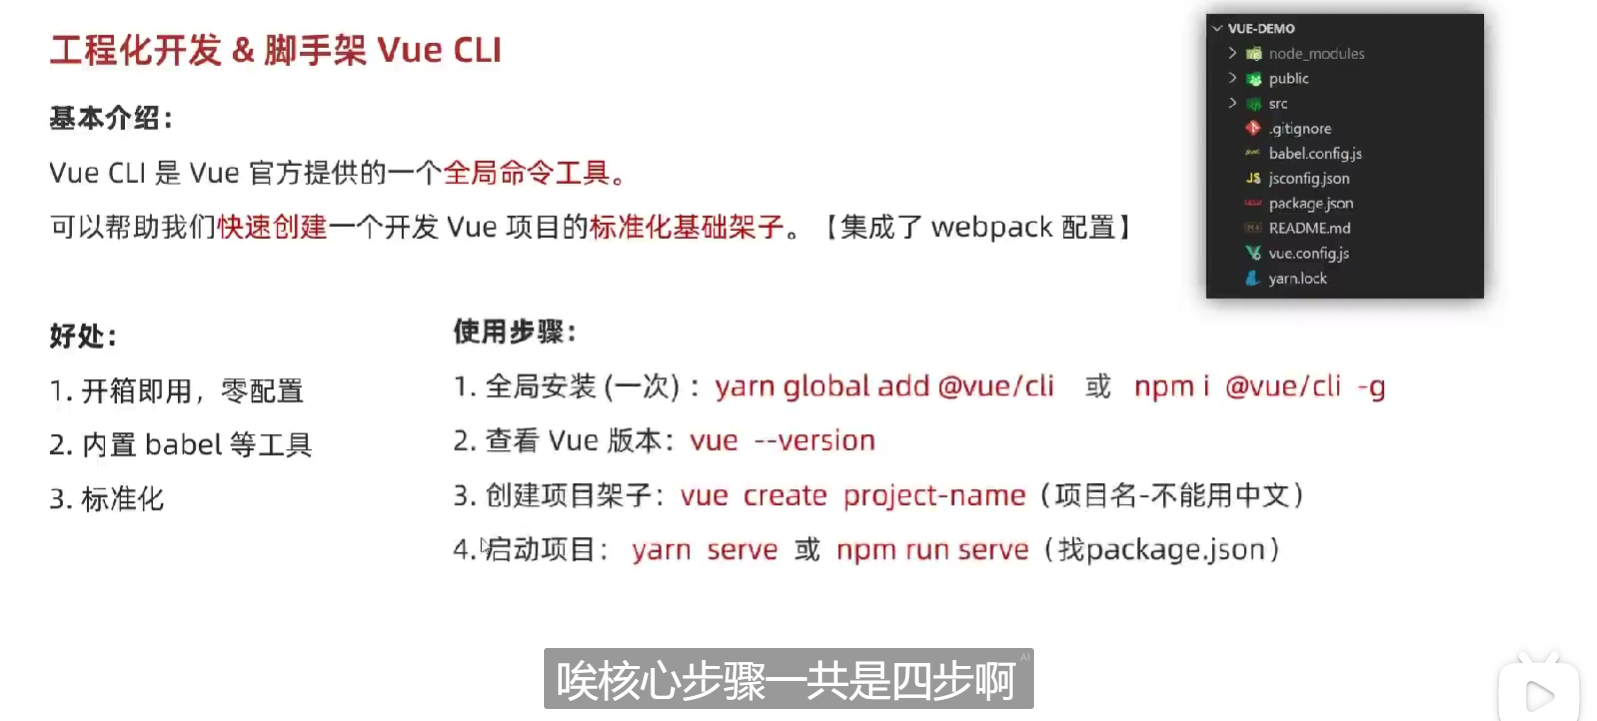 工程化开发 & 脚手架 Vue CLI
基本介绍：
Vue CLI 是 Vue 官方提供的一个全局命令工具。
可以帮助我们快速创建一个开发 Vue 项目的标准化基础架子。【集成了 webpack 配置】
VUE-DEMO
node_modules
public
src
.gitignore
babel.config.js
jsconfig.json
package.json
README.md
vue.config.js
yarn.lock
好处：
1. 开箱即用，零配置
2. 内置 babel 等工具
3. 标准化
使用步骤：
1. 全局安装 (一次) ：yarn global add @vue/cli 或 npm i @vue/cli -g
2. 查看 Vue 版本：vue --version
3. 创建项目架子：vue create project-name（项目名-不能用中文）
4. 启动项目： yarn serve 或 npm run serve（找package.json）
唉核心步骤一共是四步啊
AI